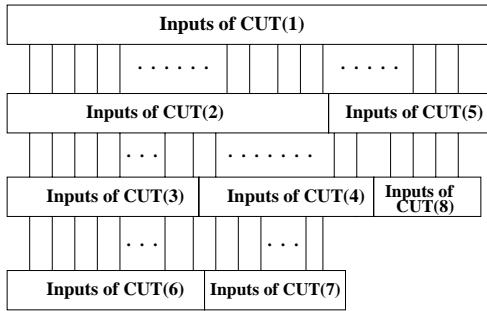 Inputs of CUT(1)
Inputs of CUT(2) Inputs of CUT(5)
Inputs of CUT(3) Inputs of CUT(4) Inputs of
CUT(8)
Inputs of CUT(6) Inputs of CUT(7)